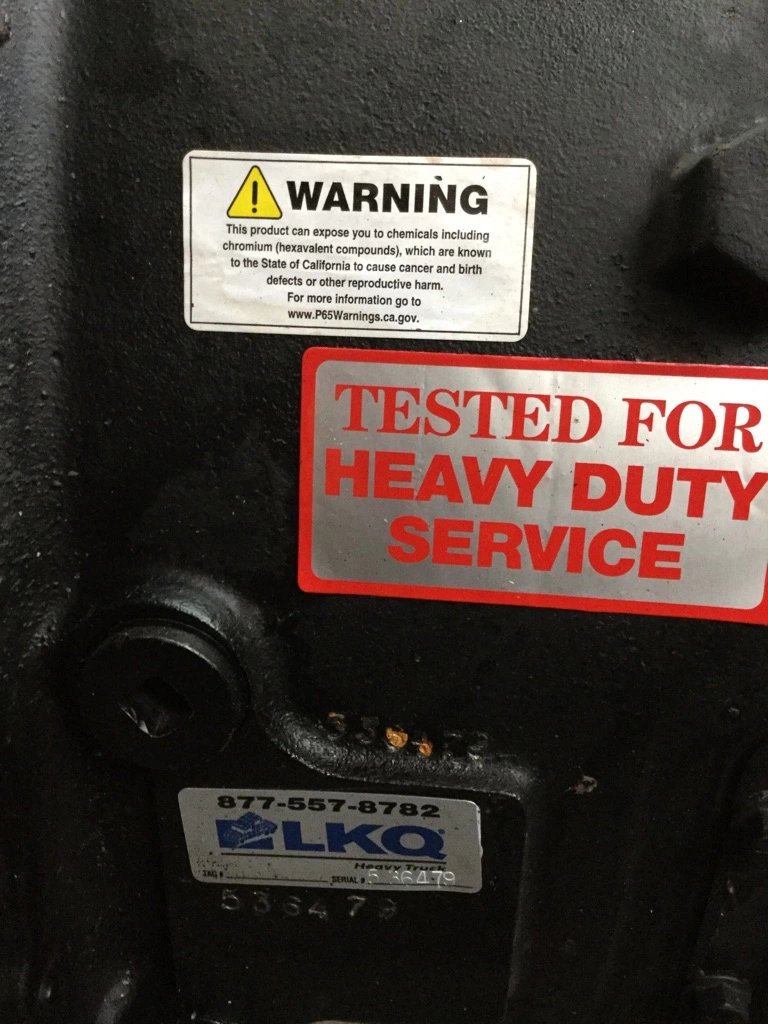 WARNING
This product can expose you to chemicals including
chromium (hexavalent compounds), which are known
to the State of California to cause cancer and birth
defects or other reproductive harm.
For more information go to
www.P65Warnings.ca.gov.
TESTED FOR
HEAVY DUTY
SERVICE
877-557-8782
LKQ
Heavy Truck
TAG # SERIAL # 536479
536479